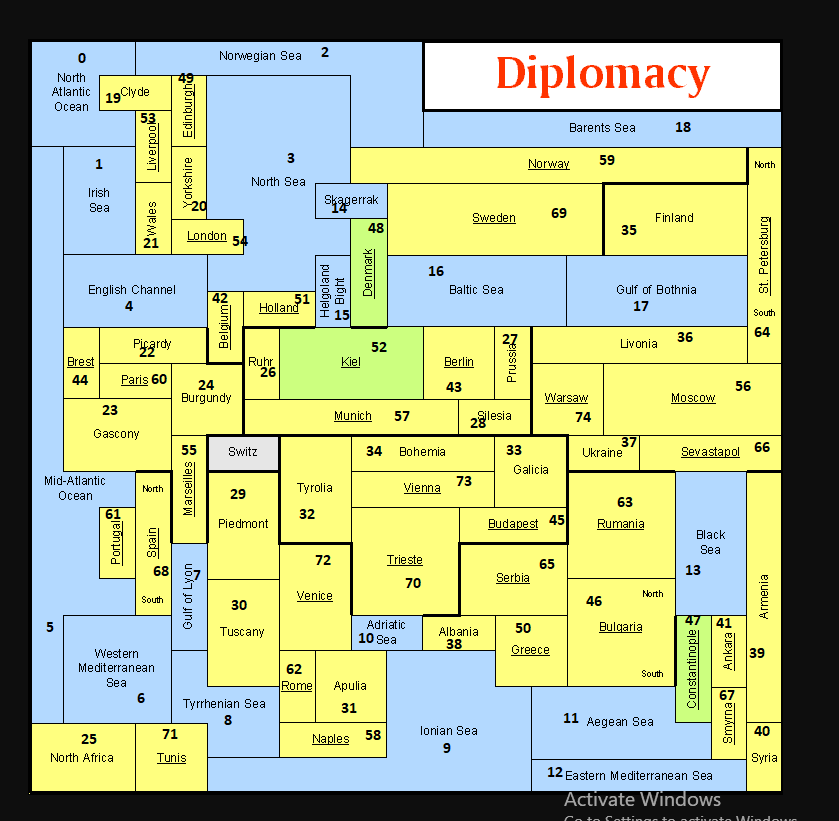 0
Norwegian Sea 2
Diplomacy
North
Atlantic
Ocean
19 Clyde
49
Edinburgh
53
Liverpool
Barents Sea 18
1
Irish
Sea
3
North Sea
Norway 59
North
Yorkshire
20
Skagerrak
14
Wales
21
London 54
48
Denmark
Sweden 69
35 Finland
St. Petersburg
South
64
English Channel
4
42
Belgium
Holland 51
Helgoland
Bight
15
16
Baltic Sea
Gulf of Bothnia
17
Brest
44
Picardy
22
Paris 60
24
Burgundy
Ruhr
26
Kiel 52
Berlin
43
27
Prussia
Livonia 36
Warsaw
74
Moscow 56
23
Gascony
Munich 57
Silesia
28
55
Marseilles
Switz
34 Bohemia
33
Galicia
Ukraine 37
Sevastapol 66
Mid-Atlantic
Ocean
North
Spain
68
South
61
Portugal
29
Piedmont
Tyrolia
32
Vienna 73
Budapest 45
63
Rumania
Black
Sea
13
Armenia
39
7
Gulf of Lyon
72
Venice
Trieste
70
65
Serbia
30
Tuscany
46
North
Bulgaria
South
5
Western
Mediterranean
Sea
6
10 Adriatic
Sea
Albania
38
50
Greece
47
Constantinople
41
Ankara
62
Rome
Apulia
31
Tyrrhenian Sea
8
Naples 58
Ionian Sea
9
11 Aegean Sea
67
Smyrna
40
Syria
25
North Africa
71
Tunis
12 Eastern Mediterranean Sea
Activate Windows
Go to Settings to activate Windows